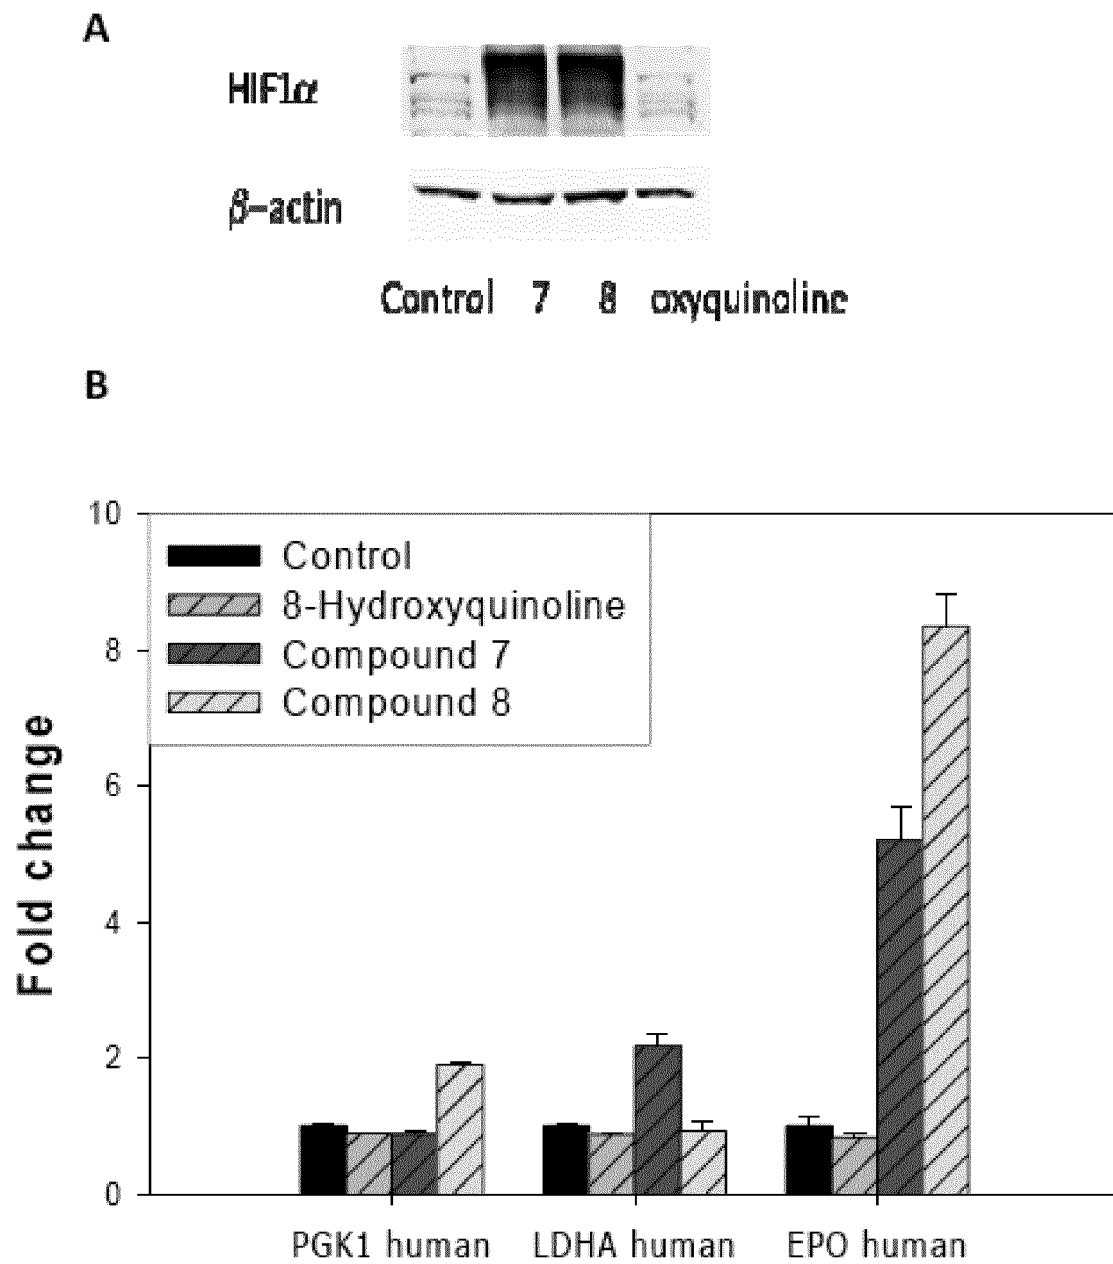 A
HIF1α
β-actin
Control 7 8 oxyquinoline
B
10
Control
8-Hydroxyquinoline
8
Compound 7
Compound 8
Fold change
6
4
2
0
PGK1 human LDHA human EPO human